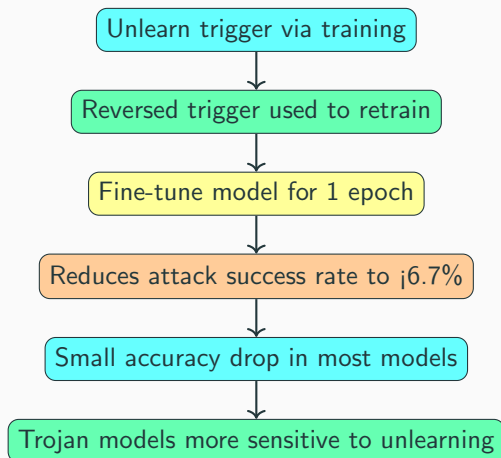 Unlearn trigger via training
Reversed trigger used to retrain
Fine-tune model for 1 epoch
Reduces attack success rate to ¡6.7%
Small accuracy drop in most models
Trojan models more sensitive to unlearning